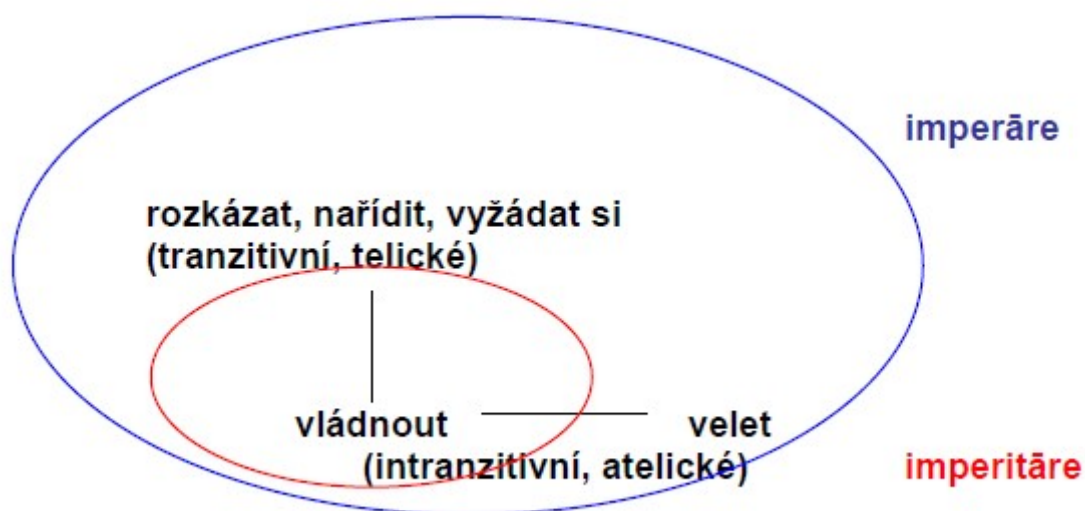 imperāre
rozkázat, nařídit, vyžádat si
(tranzitivní, telické)
vládnout velet
(intranzitivní, atelické)
imperitāre